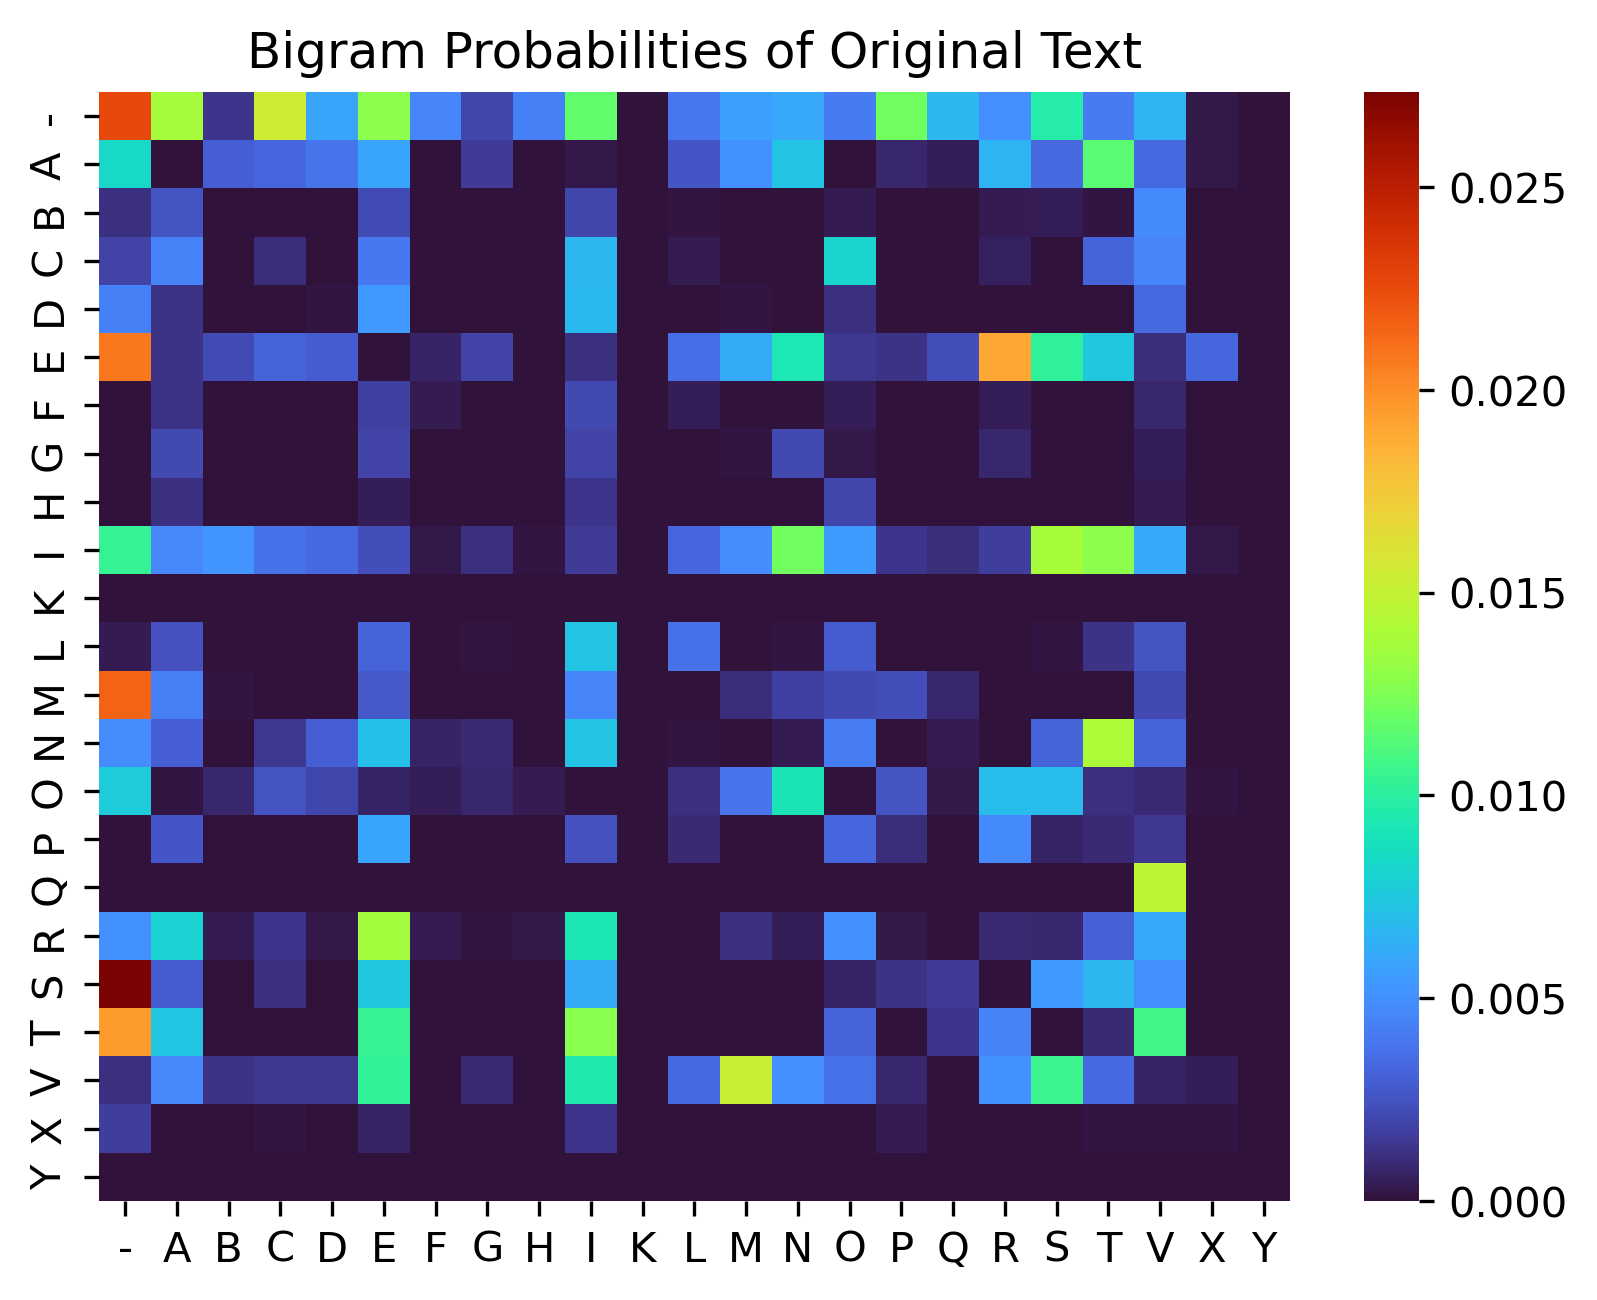 Bigram Probabilities of Original Text
-
A
B
C
D
E
F
G
H
I
K
L
M
N
O
P
Q
R
S
T
V
X
Y
- A B C D E F G H I K L M N O P Q R S T V X Y
0.025
0.020
0.015
0.010
0.005
0.000